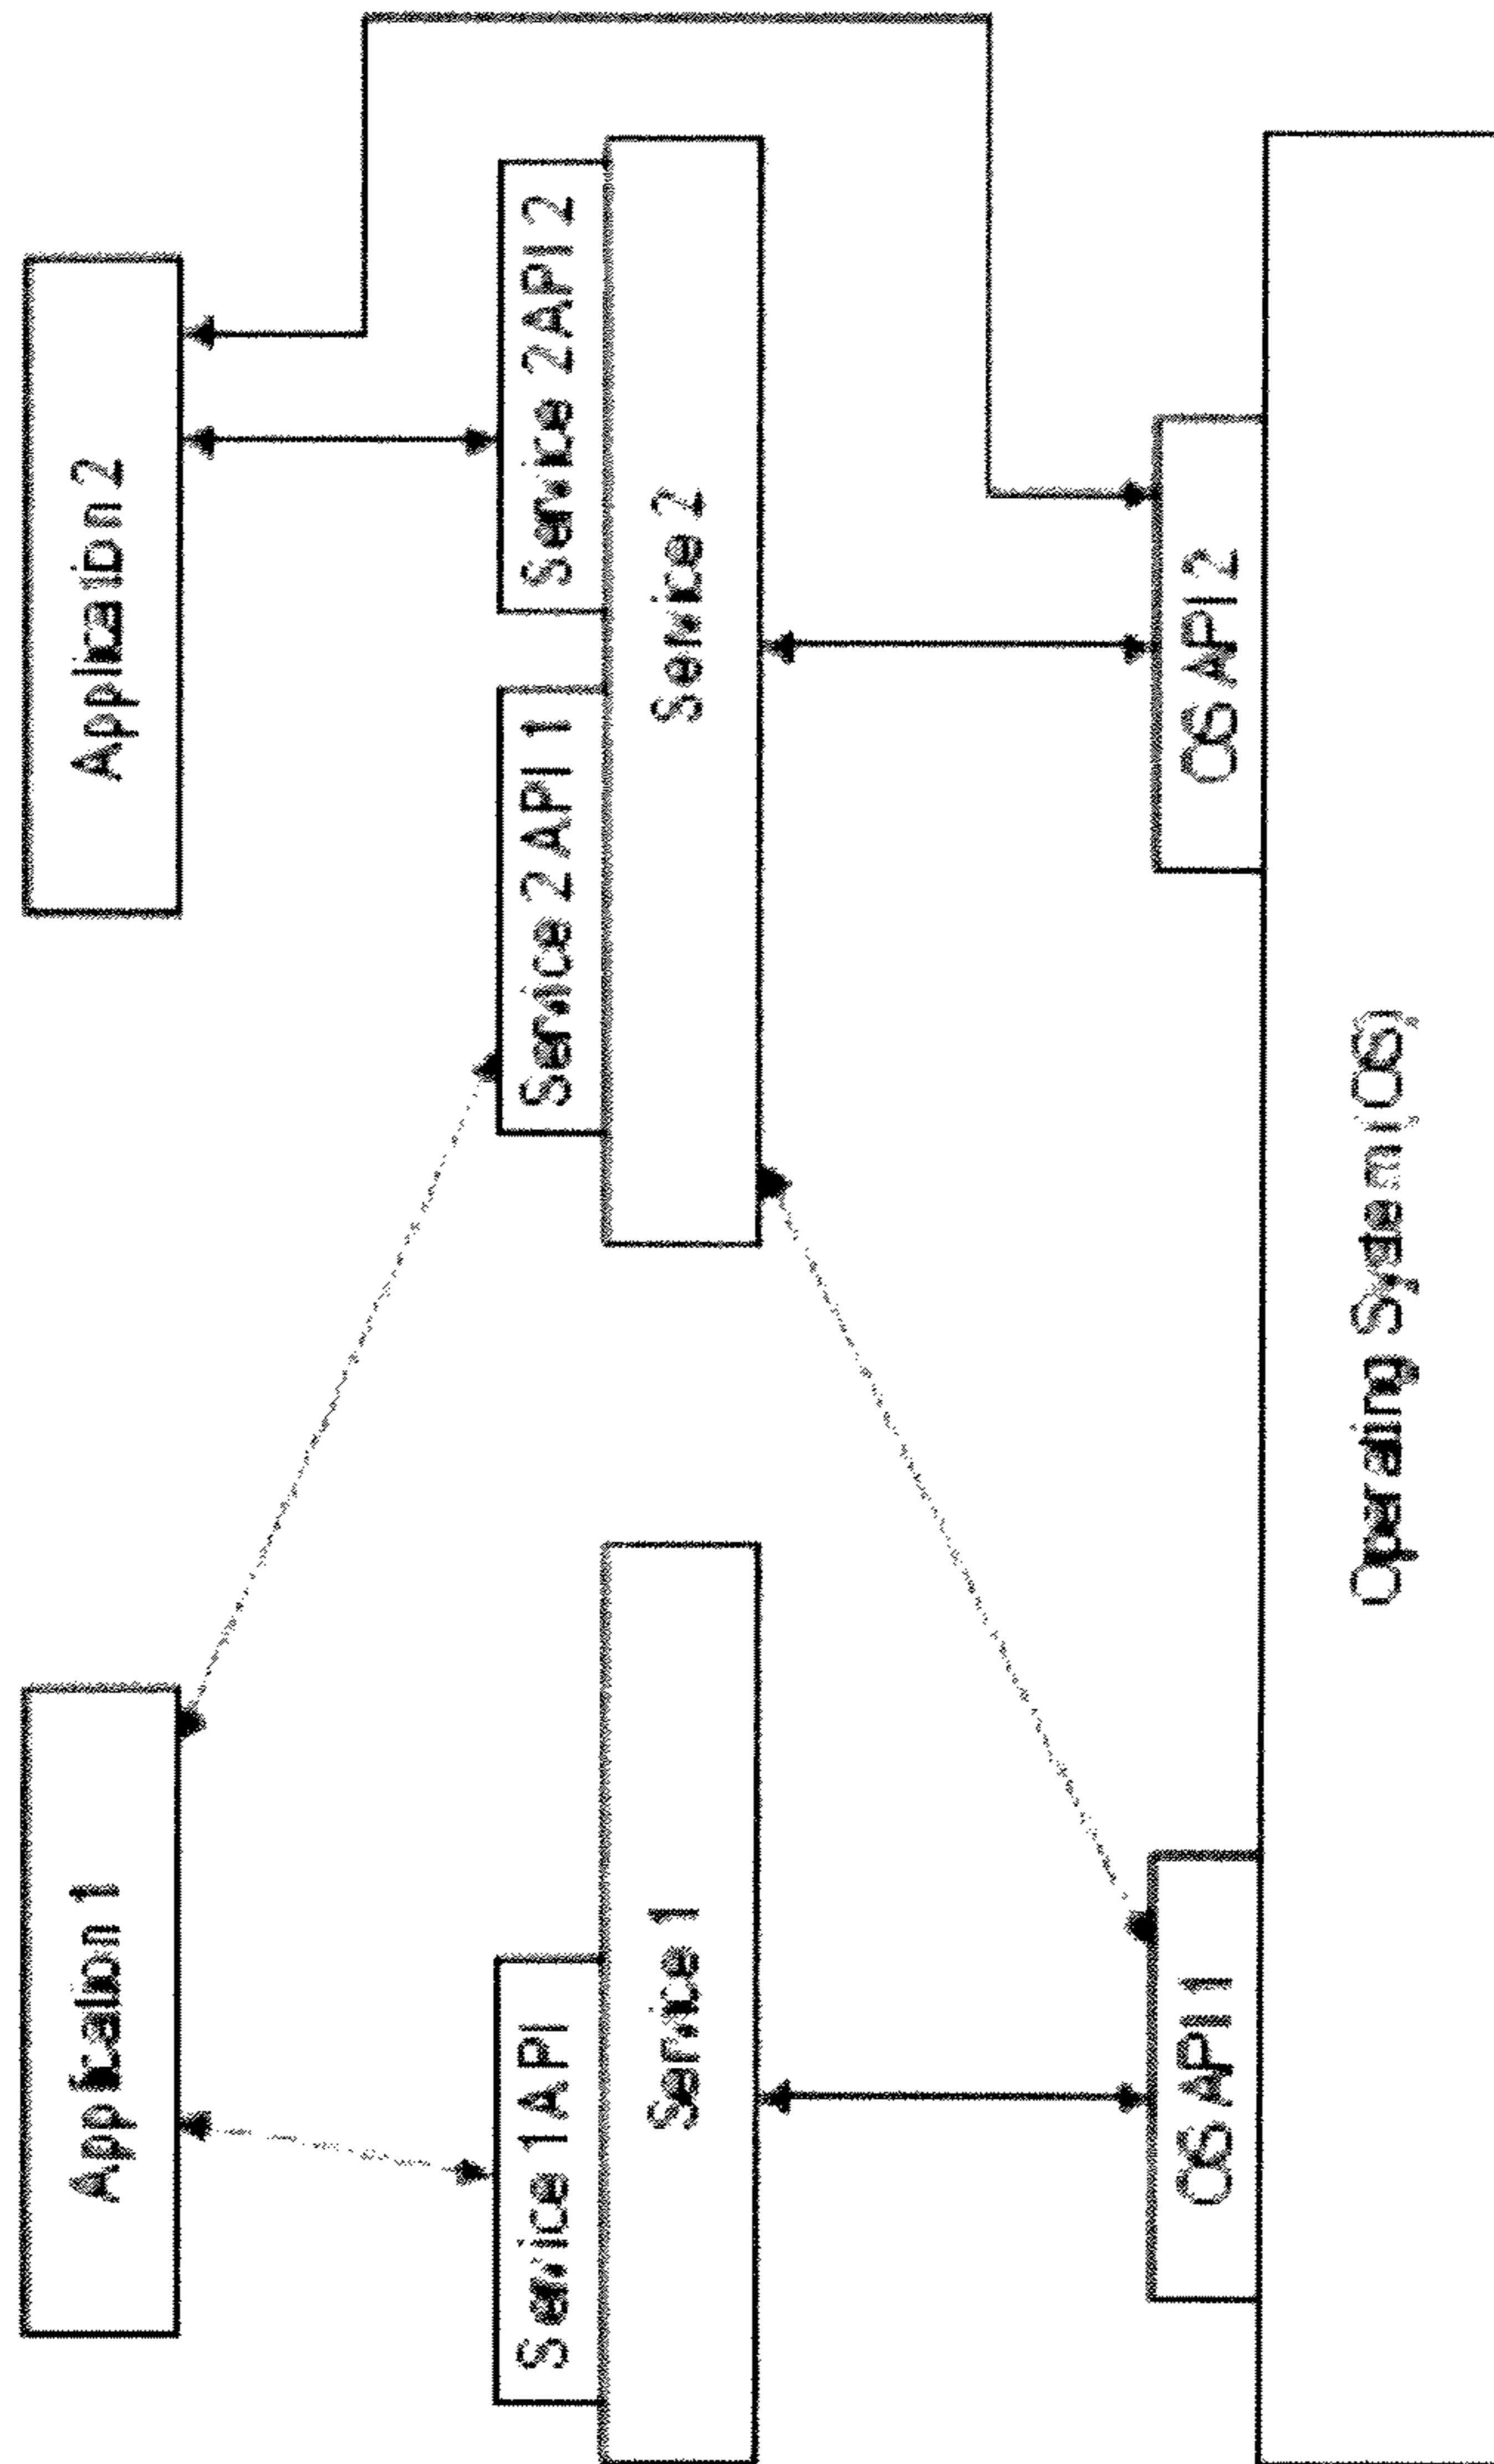 Application 1
Application 2
Service 1 API
Service 2 API 1
Service 2 API 2
Service 1
Service 2
OS API 1
OS API 2
Operating System (OS)